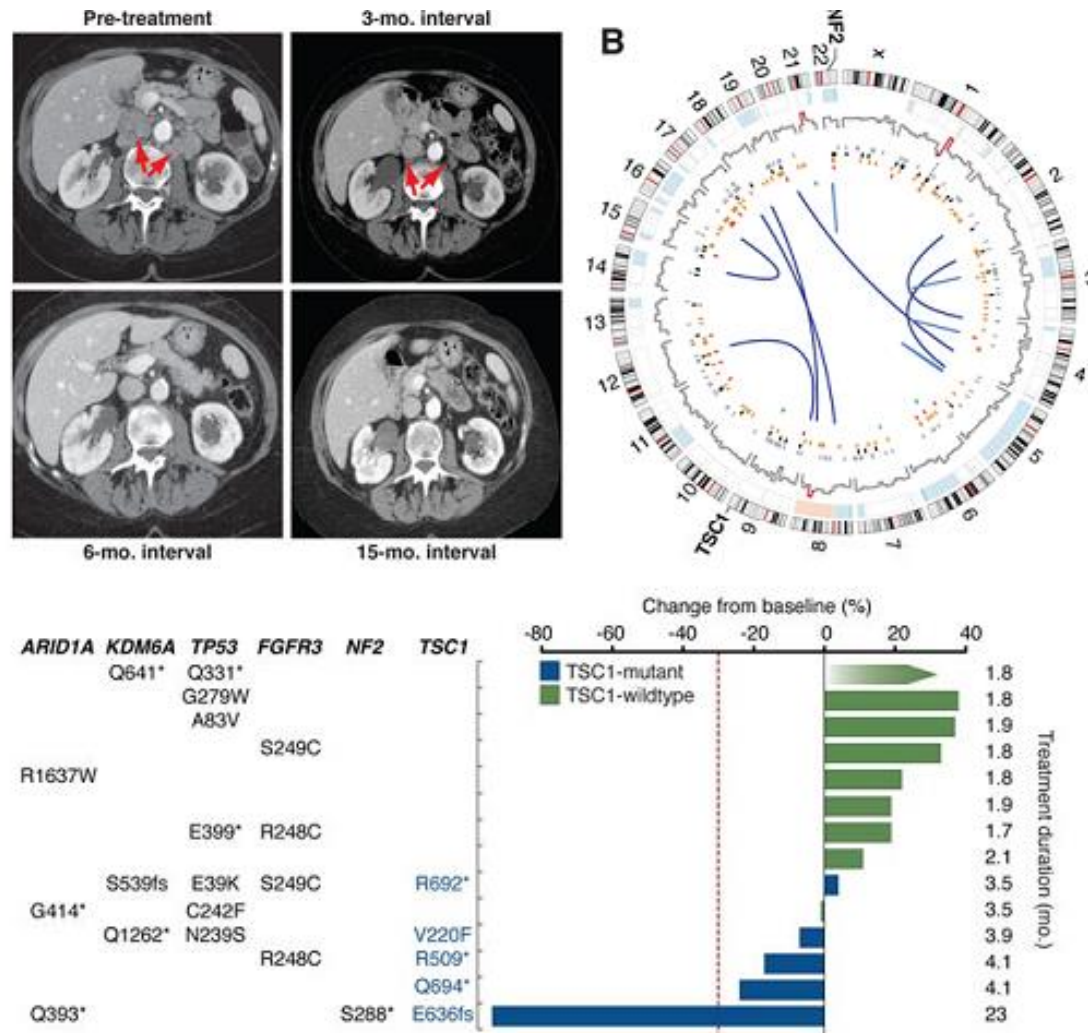 Pre-treatment
3-mo. interval
6-mo. interval
15-mo. interval
B
NF2
x
1
2
4
5
6
7
8
9
10
11
12
13
14
15
16
17
18
19
20
21
22
TSC1
Change from baseline (%)
-80 -60 -40 -20 0 20 40
ARID1A KDM6A TP53 FGFR3 NF2 TSC1
TSC1-mutant
TSC1-wildtype
Q641* Q331* 1.8
G279W 1.8
A83V 1.9
S249C 1.8
R1637W 1.8
1.9
E399* R248C 1.7
2.1
S539fs E39K S249C R692* 3.5
G414* C242F 3.5
Q1262* N239S V220F 3.9
R248C R509* 4.1
Q694* 4.1
Q393* S288* E636fs 23
Treatment duration (mo.)